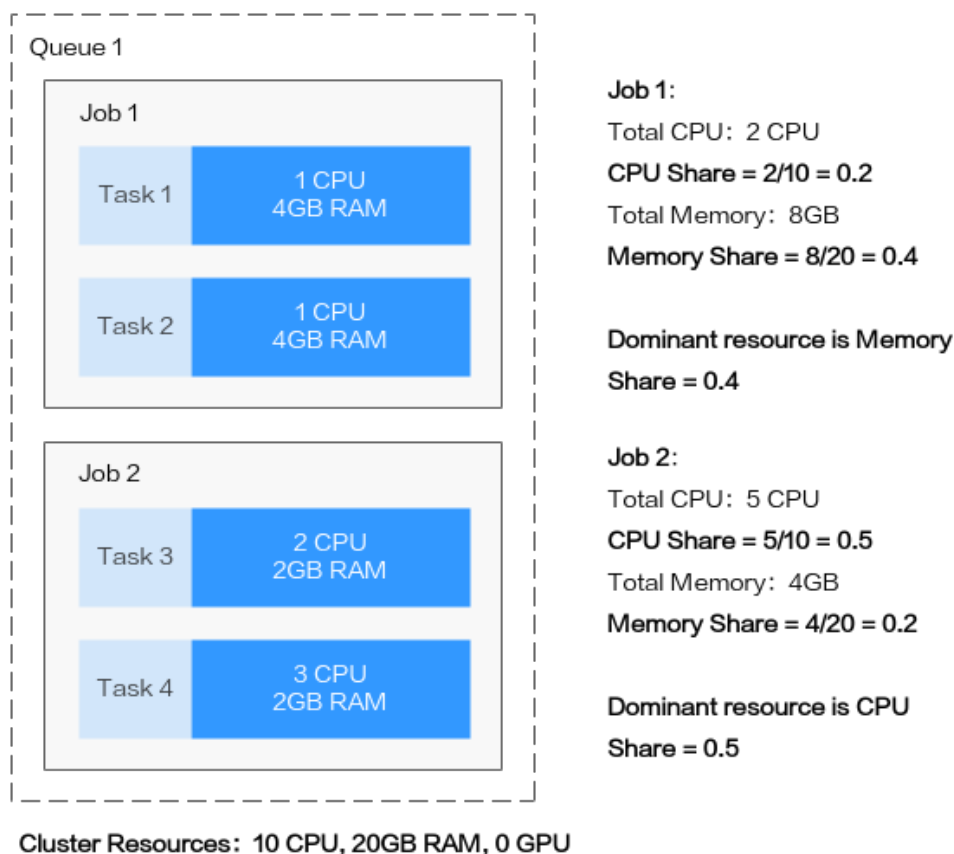 Queue 1
Job 1
Task 1
1 CPU
4GB RAM
Task 2
1 CPU
4GB RAM
Job 2
Task 3
2 CPU
2GB RAM
Task 4
3 CPU
2GB RAM
Cluster Resources: 10 CPU, 20GB RAM, 0 GPU
Job 1:
Total CPU: 2 CPU
CPU Share = 2/10 = 0.2
Total Memory: 8GB
Memory Share = 8/20 = 0.4
Dominant resource is Memory
Share = 0.4
Job 2:
Total CPU: 5 CPU
CPU Share = 5/10 = 0.5
Total Memory: 4GB
Memory Share = 4/20 = 0.2
Dominant resource is CPU
Share = 0.5